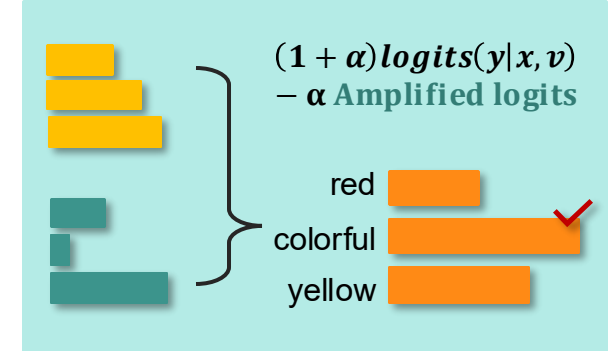 (1 + α)logits(y|x, v)
− α Amplified logits
red
colorful
yellow